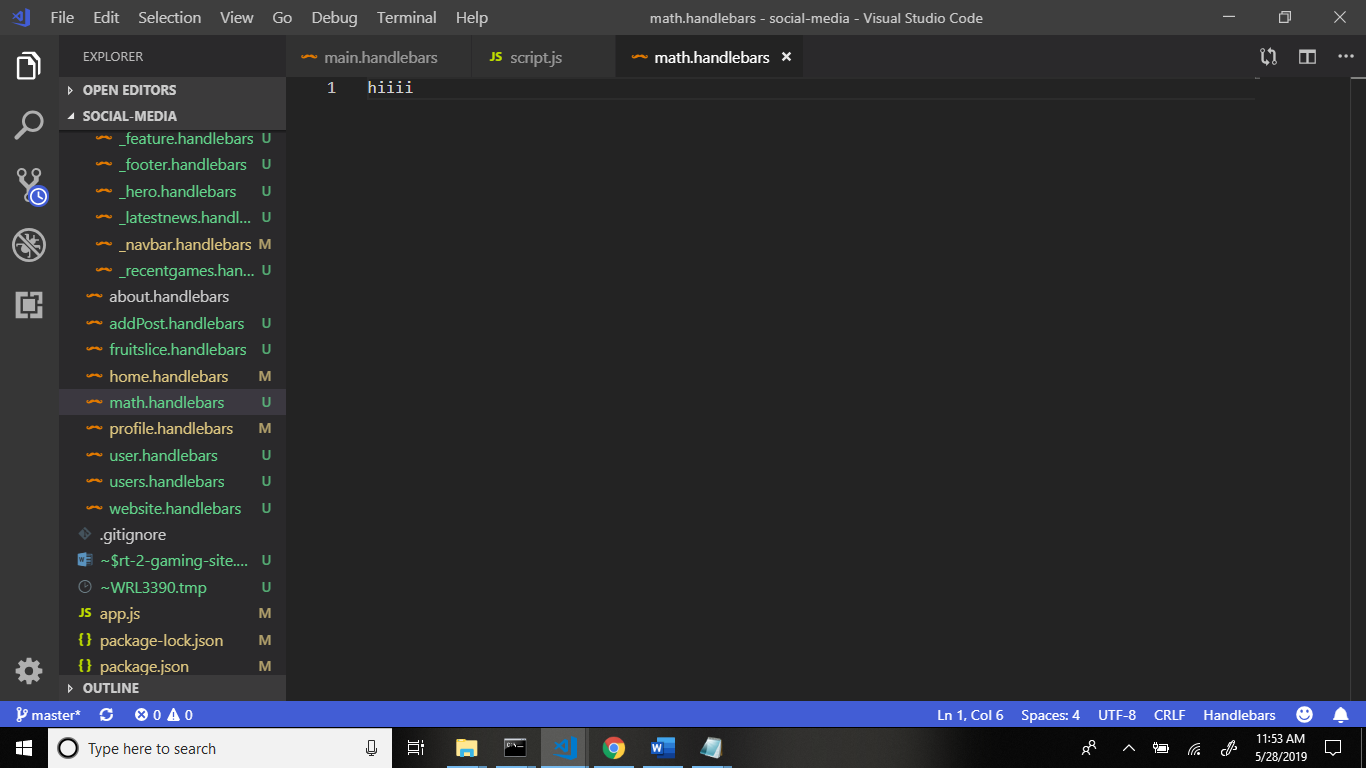 File Edit Selection View Go Debug Terminal Help math.handlebars - social-media - Visual Studio Code
EXPLORER
main.handlebars
JS script.js
math.handlebars
OPEN EDITORS
SOCIAL-MEDIA
_feature.handlebars U
_footer.handlebars U
_hero.handlebars U
_latestnews.handl... U
_navbar.handlebars M
_recentgames.han... U
about.handlebars
addPost.handlebars U
fruitslice.handlebars U
home.handlebars M
math.handlebars U
profile.handlebars M
user.handlebars U
users.handlebars U
website.handlebars U
.gitignore
~$rt-2-gaming-site.... U
~WRL3390.tmp U
JS app.js M
{} package-lock.json M
{} package.json M
OUTLINE
1 hiiii
master* 0 0 Ln 1, Col 6 Spaces: 4 UTF-8 CRLF Handlebars
Type here to search
11:53 AM
5/28/2019